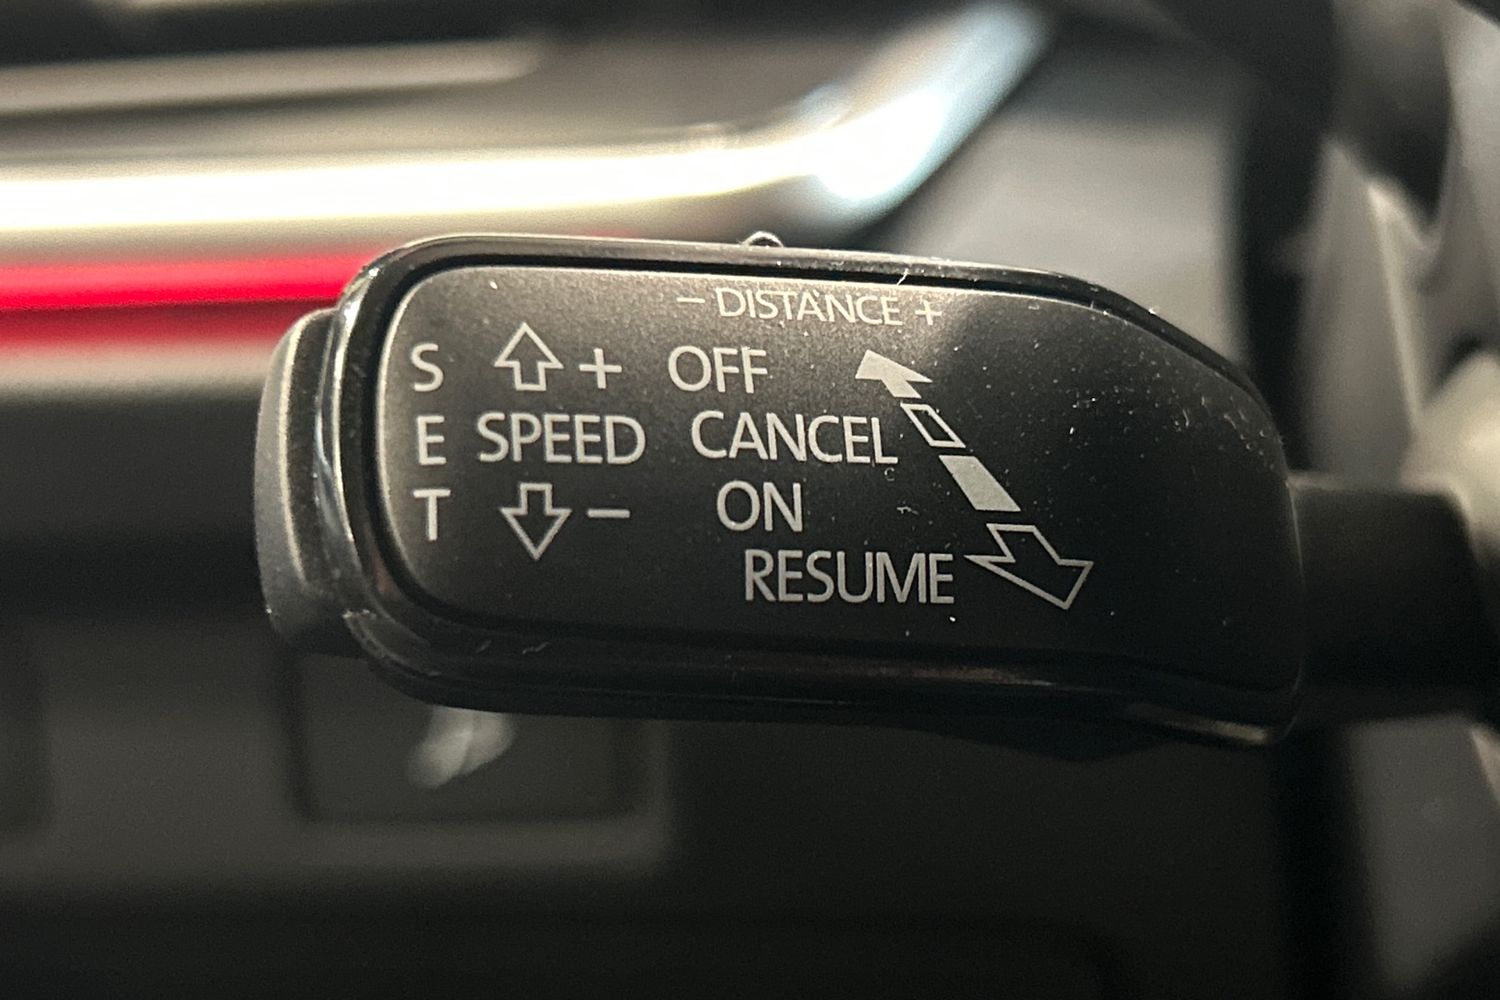 − DISTANCE +
S + OFF
E SPEED CANCEL
T − ON
RESUME